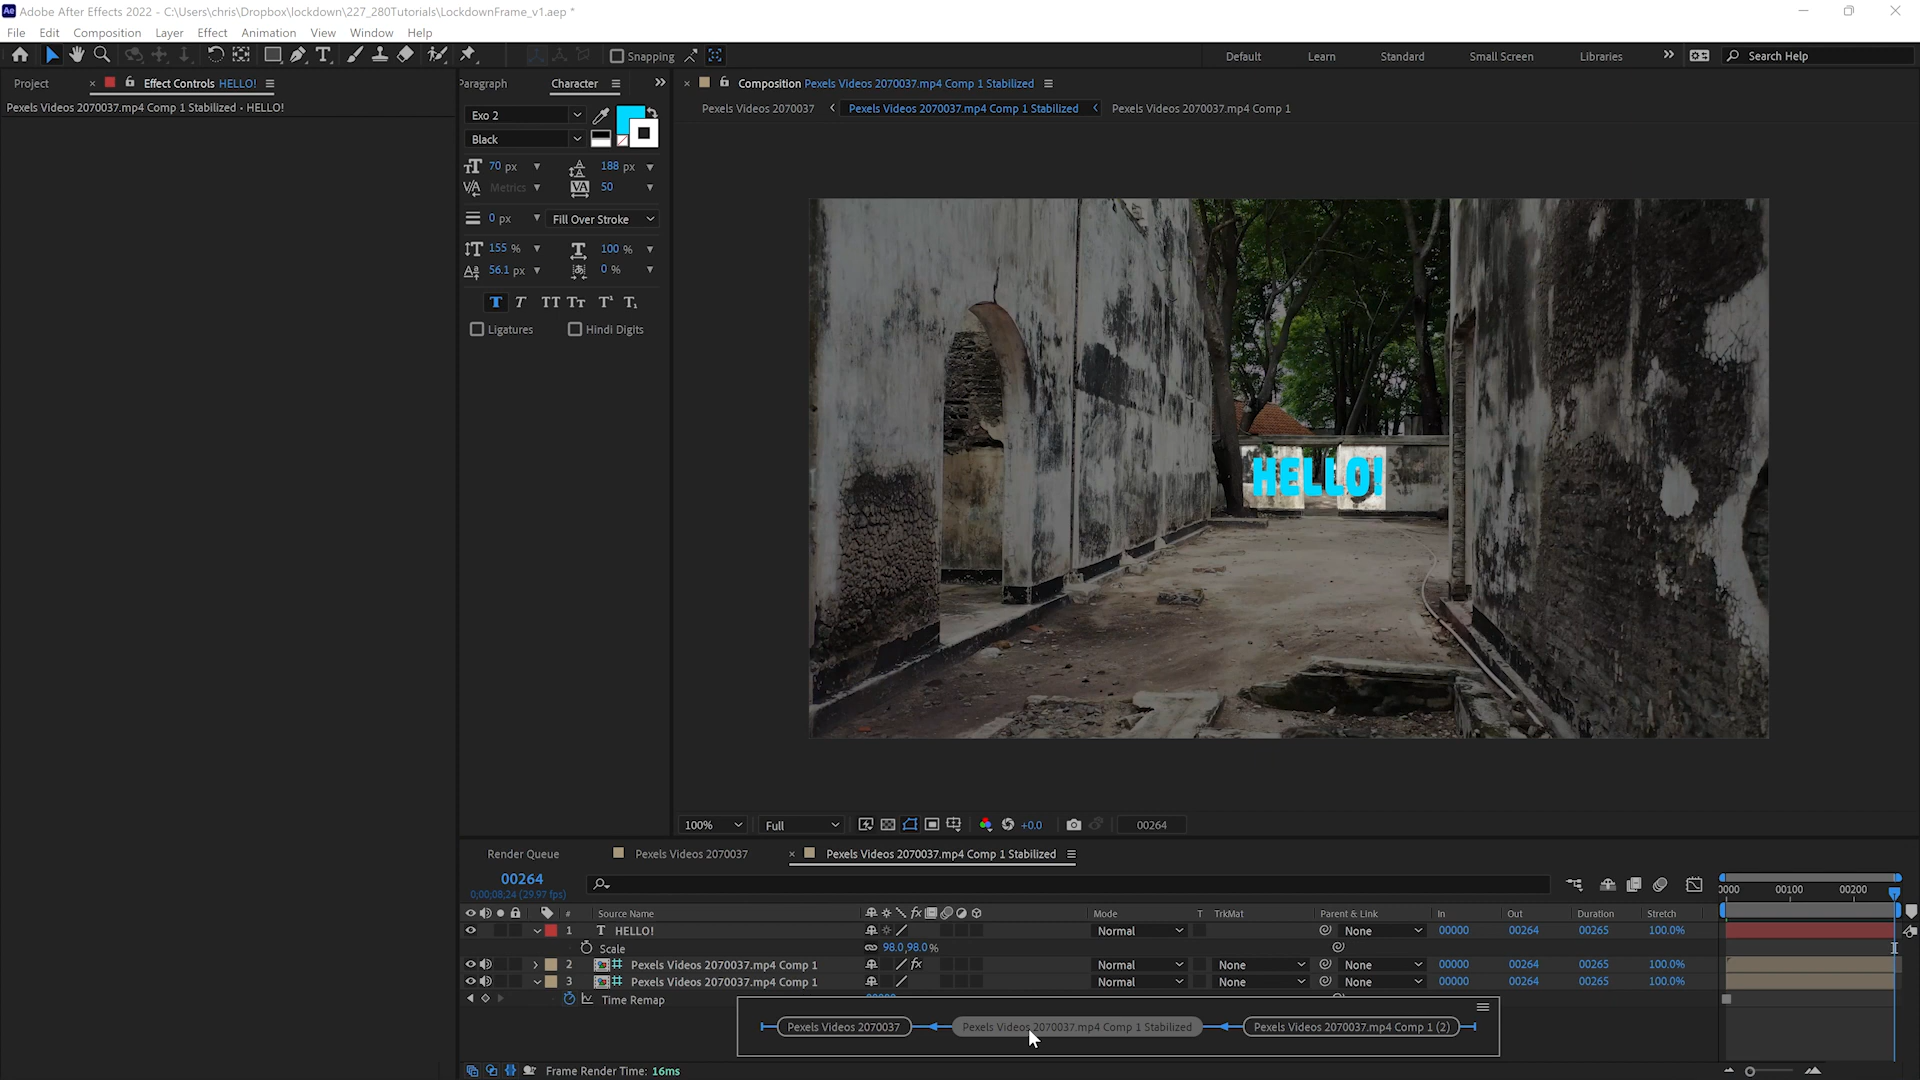 Adobe After Effects 2022 - C:\Users\chris\Dropbox\lockdown\227_280Tutorials\LockdownFrame_v1.aep *
File Edit Composition Layer Effect Animation View Window Help
Snapping Default Learn Standard Small Screen Libraries Search Help
Project Effect Controls HELLO! Paragraph Character Composition Pexels Videos 2070037.mp4 Comp 1 Stabilized
Pexels Videos 2070037.mp4 Comp 1 Stabilized • HELLO!
Pexels Videos 2070037 Pexels Videos 2070037.mp4 Comp 1 Stabilized Pexels Videos 2070037.mp4 Comp 1
Exo 2
Black
70 px 188 px
Metrics 50
0 px Fill Over Stroke
155 % 100 %
56.1 px 0 %
Ligatures Hindi Digits
HELLO!
100% Full +0.0 00264
Render Queue Pexels Videos 2070037 Pexels Videos 2070037.mp4 Comp 1 Stabilized
00264
0;00;08;24 (29.97 fps)
0000 00100 00200
# Source Name Mode T TrkMat Parent & Link In Out Duration Stretch
1 T HELLO! Normal None 00000 00264 00265 100.0%
Scale 98.0,98.0%
2 Pexels Videos 2070037.mp4 Comp 1 Normal None None 00000 00264 00265 100.0%
3 Pexels Videos 2070037.mp4 Comp 1 Normal None None 00000 00264 00265 100.0%
Time Remap
Pexels Videos 2070037 Pexels Videos 2070037.mp4 Comp 1 Stabilized Pexels Videos 2070037.mp4 Comp 1 (2)
Frame Render Time: 16ms